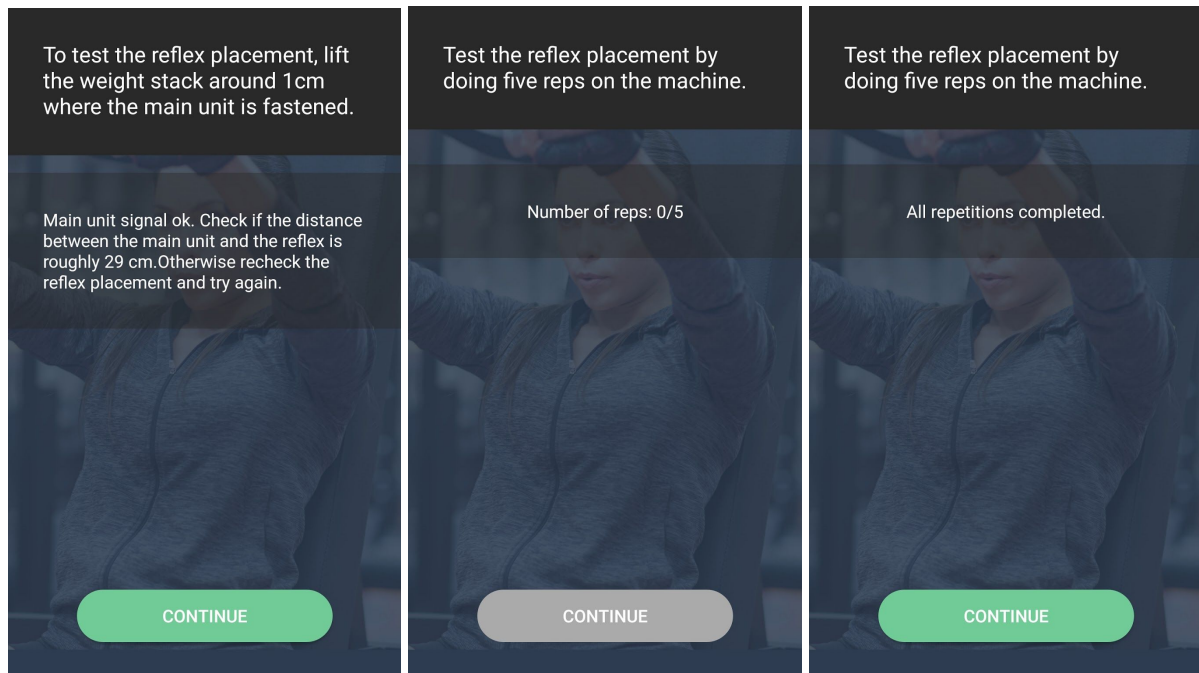 To test the reflex placement, lift
the weight stack around 1cm
where the main unit is fastened.
Main unit signal ok. Check if the distance
between the main unit and the reflex is
roughly 29 cm.Otherwise recheck the
reflex placement and try again.
CONTINUE
Test the reflex placement by
doing five reps on the machine.
Number of reps: 0/5
CONTINUE
Test the reflex placement by
doing five reps on the machine.
All repetitions completed.
CONTINUE